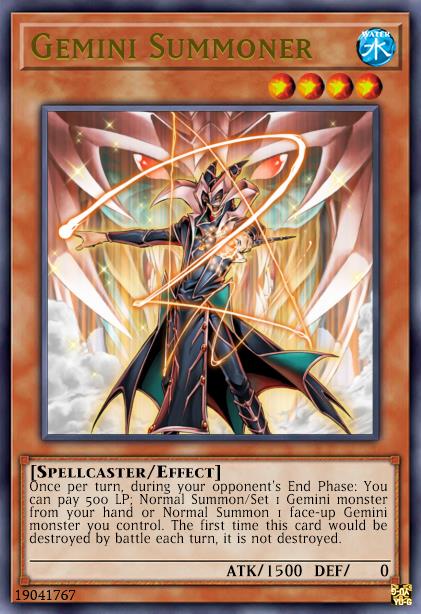 Gemini Summoner
WATER
水
[Spellcaster/Effect]
Once per turn, during your opponent's End Phase: You
can pay 500 LP; Normal Summon/Set 1 Gemini monster
from your hand or Normal Summon 1 face-up Gemini
monster you control. The first time this card would be
destroyed by battle each turn, it is not destroyed.
ATK/1500 DEF/ 0
19041767